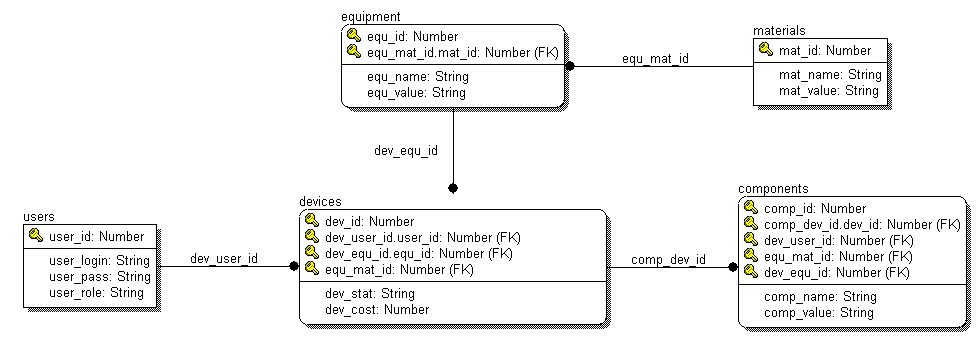 equipment
equ_id: Number
equ_mat_id.mat_id: Number (FK)
equ_name: String
equ_value: String
equ_mat_id
materials
mat_id: Number
mat_name: String
mat_value: String
dev_equ_id
users
user_id: Number
user_login: String
user_pass: String
user_role: String
dev_user_id
devices
dev_id: Number
dev_user_id.user_id: Number (FK)
dev_equ_id.equ_id: Number (FK)
equ_mat_id: Number (FK)
dev_stat: String
dev_cost: Number
comp_dev_id
components
comp_id: Number
comp_dev_id.dev_id: Number (FK)
dev_user_id: Number (FK)
equ_mat_id: Number (FK)
dev_equ_id: Number (FK)
comp_name: String
comp_value: String